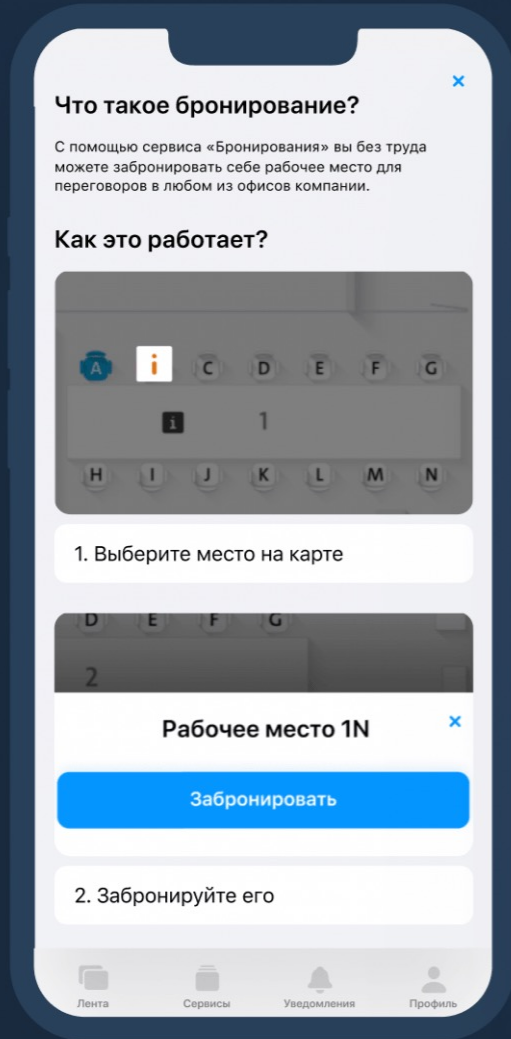 ×
Что такое бронирование?
С помощью сервиса «Бронирования» вы без труда
можете забронировать себе рабочее место для
переговоров в любом из офисов компании.
Как это работает?
A i C D E F G
i 1
H I J K L M N
1. Выберите место на карте
D E F G
2
Рабочее место 1N ×
Забронировать
2. Забронируйте его
Лента Сервисы Уведомления Профиль